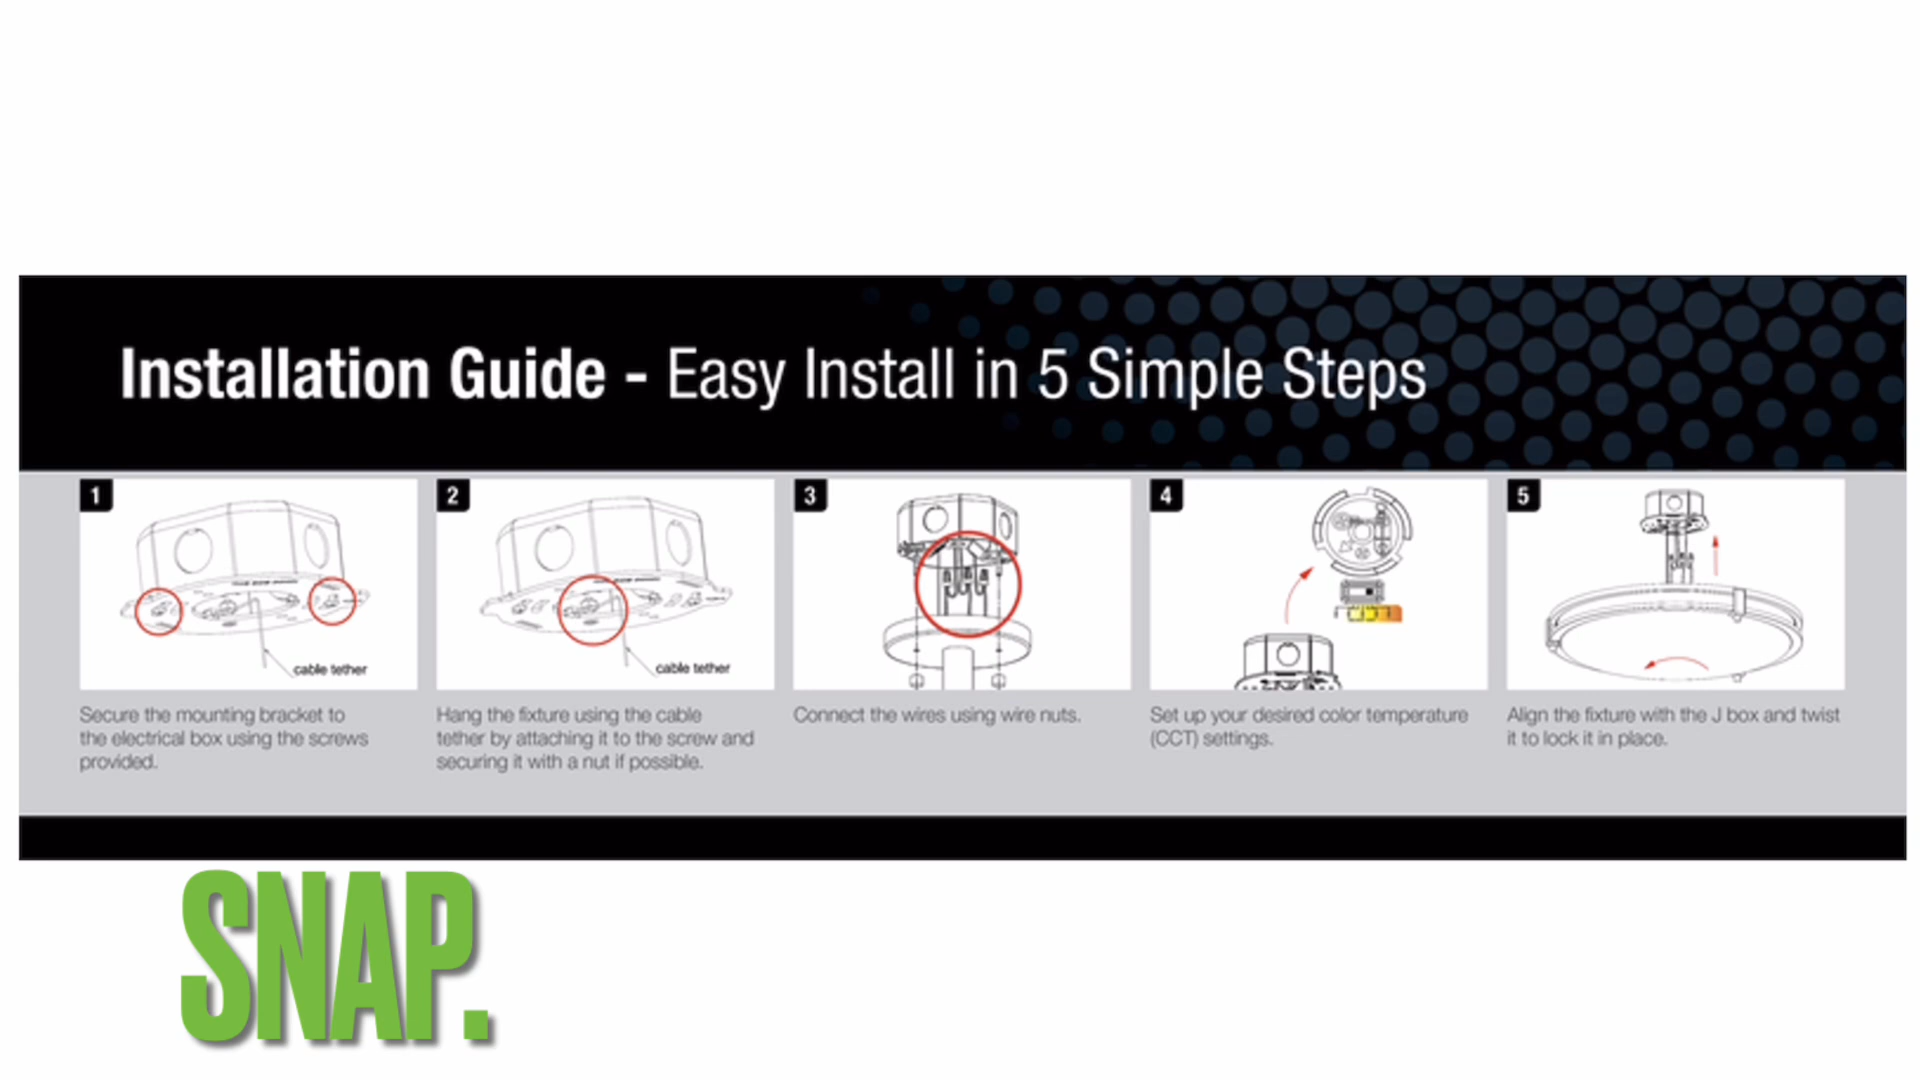 Installation Guide - Easy Install in 5 Simple Steps
1
cable tether
Secure the mounting bracket to
the electrical box using the screws
provided.
2
cable tether
Hang the fixture using the cable
tether by attaching it to the screw and
securing it with a nut if possible.
3
Connect the wires using wire nuts.
4
Set up your desired color temperature
(CCT) settings.
5
Align the fixture with the J box and twist
it to lock it in place.
SNAP.